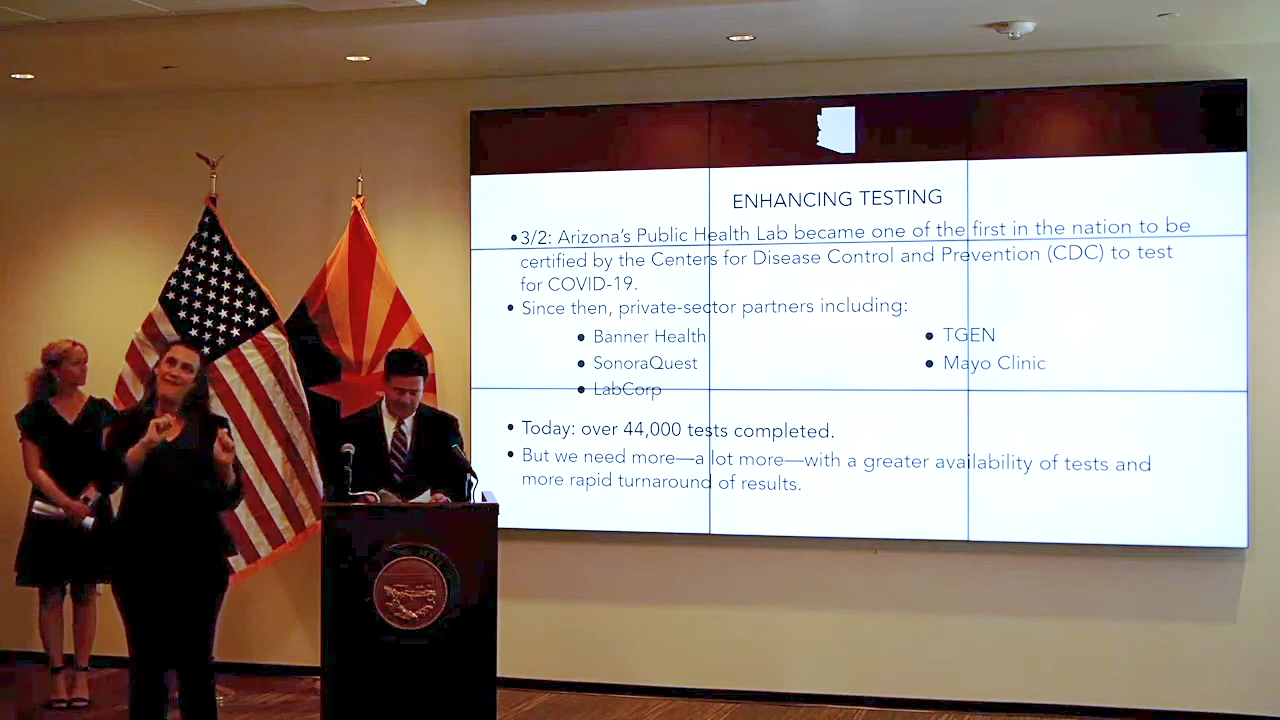 ENHANCING TESTING
•3/2: Arizona's Public Health Lab became one of the first in the nation to be
certified by the Centers for Disease Control and Prevention (CDC) to test
for COVID-19.
• Since then, private-sector partners including:
• Banner Health
• SonoraQuest
• LabCorp
• TGEN
• Mayo Clinic
• Today: over 44,000 tests completed.
• But we need more—a lot more—with a greater availability of tests and
more rapid turnaround of results.